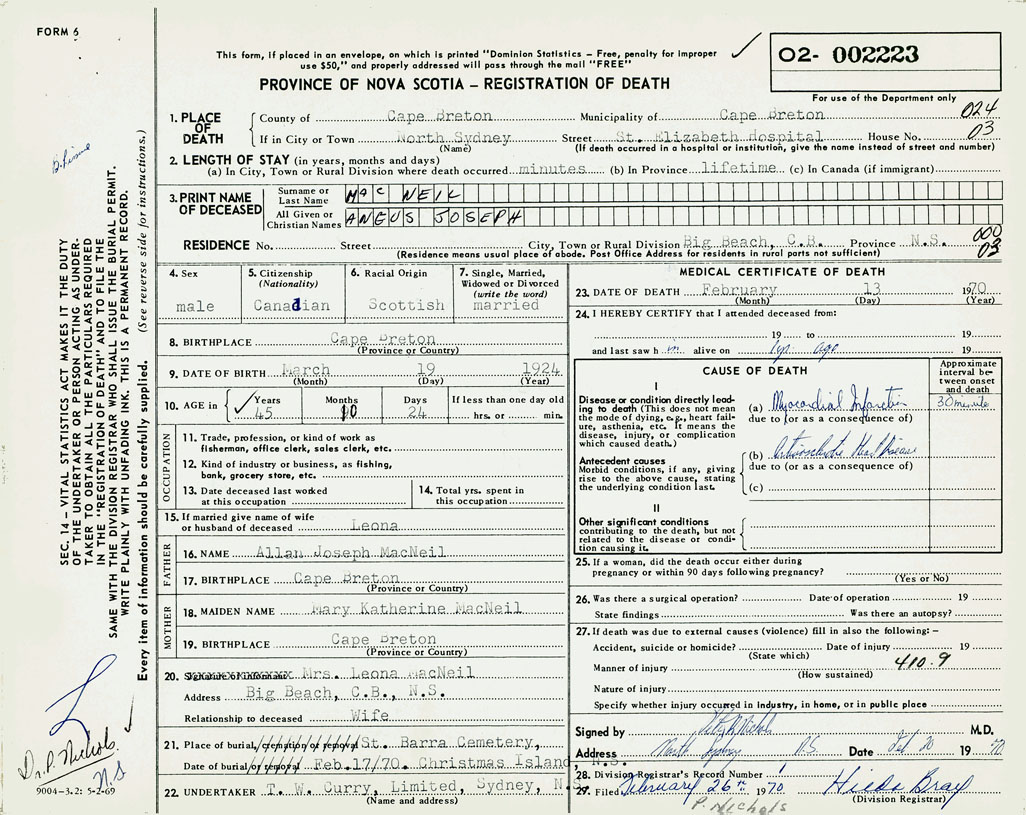 FORM 6
This form, if placed in an envelope, on which is printed "Dominion Statistics – Free, penalty for improper
use $50," and properly addressed will pass through the mail "FREE"
02- 002223
PROVINCE OF NOVA SCOTIA – REGISTRATION OF DEATH
For use of the Department only
1. PLACE OF DEATH
County of Cape Breton Municipality of Cape Breton 024
If in City or Town North Sydney Street St. Elizabeth Hospital House No. 03
(Name) (If death occurred in a hospital or institution, give the name instead of street and number)
2. LENGTH OF STAY (in years, months and days)
(a) In City, Town or Rural Division where death occurred minutes (b) In Province lifetime (c) In Canada (if immigrant)
3. PRINT NAME OF DECEASED
Surname or Last Name MAC NEIL
All Given or Christian Names ANGUS JOSEPH
000
RESIDENCE No. Street City, Town or Rural Division Big Beach, C.B. Province N.S. 03
(Residence means usual place of abode. Post Office Address for residents in rural parts not sufficient)
4. Sex
male
5. Citizenship
(Nationality)
Canadian
6. Racial Origin
Scottish
7. Single, Married,
Widowed or Divorced
(write the word)
married
8. BIRTHPLACE Cape Breton
(Province or Country)
9. DATE OF BIRTH March 19 1924
(Month) (Day) (Year)
10. AGE in Years Months Days If less than one day old
45 10 24 hrs. or min.
OCCUPATION
11. Trade, profession, or kind of work as
fisherman, office clerk, sales clerk, etc.
12. Kind of industry or business, as fishing,
bank, grocery store, etc.
13. Date deceased last worked
at this occupation
14. Total yrs. spent in
this occupation
15. If married give name of wife
or husband of deceased Leona
FATHER
16. NAME Allan Joseph MacNeil
17. BIRTHPLACE Cape Breton
(Province or Country)
MOTHER
18. MAIDEN NAME Mary Katherine MacNeil
19. BIRTHPLACE Cape Breton
(Province or Country)
20. Signature of informant xxxx Mrs. Leona MacNeil
Address Big Beach, C.B., N.S.
Relationship to deceased Wife
21. Place of burial, cremation or removal St. Barra Cemetery,
Date of burial or removal Feb.17/70. Christmas Island, N.S.
22. UNDERTAKER T. W. Curry, Limited, Sydney, N.S.
(Name and address)
MEDICAL CERTIFICATE OF DEATH
23. DATE OF DEATH February 13 1970
(Month) (Day) (Year)
24. I HEREBY CERTIFY that I attended deceased from:
19 to 19
and last saw h im alive on 1 yr. ago 19
CAUSE OF DEATH
Approximate
interval be-
tween onset
and death
I
Disease or condition directly lead-
ing to death (This does not mean
the mode of dying, e.g., heart fail-
ure, asthenia, etc. It means the
disease, injury, or complication
which caused death.)
(a) Myocardial Infarction 30 minute
due to (or as a consequence of)
Antecedent causes
Morbid conditions, if any, giving
rise to the above cause, stating
the underlying condition last.
(b) Heart Disease
due to (or as a consequence of)
(c)
II
Other significant conditions
contributing to the death, but not
related to the disease or condi-
tion causing it.
25. If a woman, did the death occur either during
pregnancy or within 90 days following pregnancy?
(Yes or No)
26. Was there a surgical operation? Date of operation 19
State findings Was there an autopsy?
27. If death was due to external causes (violence) fill in also the following: –
Accident, suicide or homicide? Date of injury 19
(State which) 410.9
Manner of injury
(How sustained)
Nature of injury
Specify whether injury occurred in Industry, in home, or in public place
Signed by Nichols M.D.
Address North Sydney N.S. Date Feb 20 1970
28. Division Registrar's Record Number 1
29. Filed February 26th 1970 Hilda Bray
(Division Registrar)
P. Nichols
SEC. 14 – VITAL STATISTICS ACT MAKES IT THE DUTY
OF THE UNDERTAKER OR PERSON ACTING AS UNDER-
TAKER TO OBTAIN ALL THE PARTICULARS REQUIRED
IN THE "REGISTRATION OF DEATH" AND TO FILE THE
SAME WITH THE DIVISION REGISTRAR WHO SHALL ISSUE THE BURIAL PERMIT.
WRITE PLAINLY WITH UNFADING INK. THIS IS A PERMANENT RECORD.
Every item of information should be carefully supplied. (See reverse side for instructions.)
Dr. P. Nichols.
N.S
9004-3.2: 5-2-69